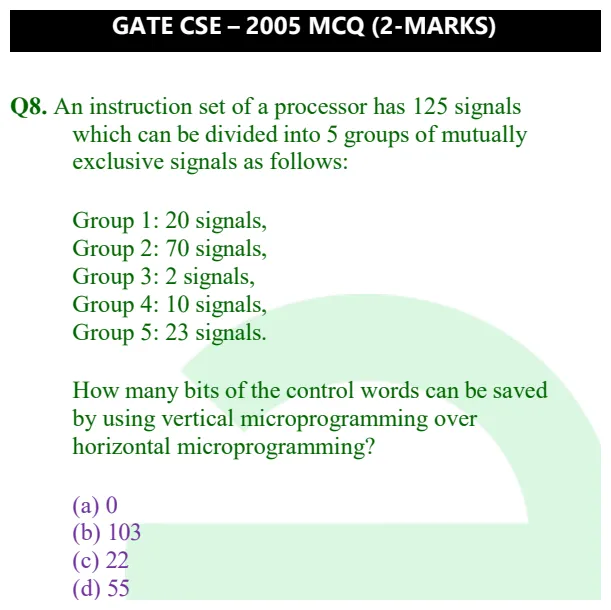 GATE CSE – 2005 MCQ (2-MARKS)
Q8. An instruction set of a processor has 125 signals
which can be divided into 5 groups of mutually
exclusive signals as follows:
Group 1: 20 signals,
Group 2: 70 signals,
Group 3: 2 signals,
Group 4: 10 signals,
Group 5: 23 signals.
How many bits of the control words can be saved
by using vertical microprogramming over
horizontal microprogramming?
(a) 0
(b) 103
(c) 22
(d) 55